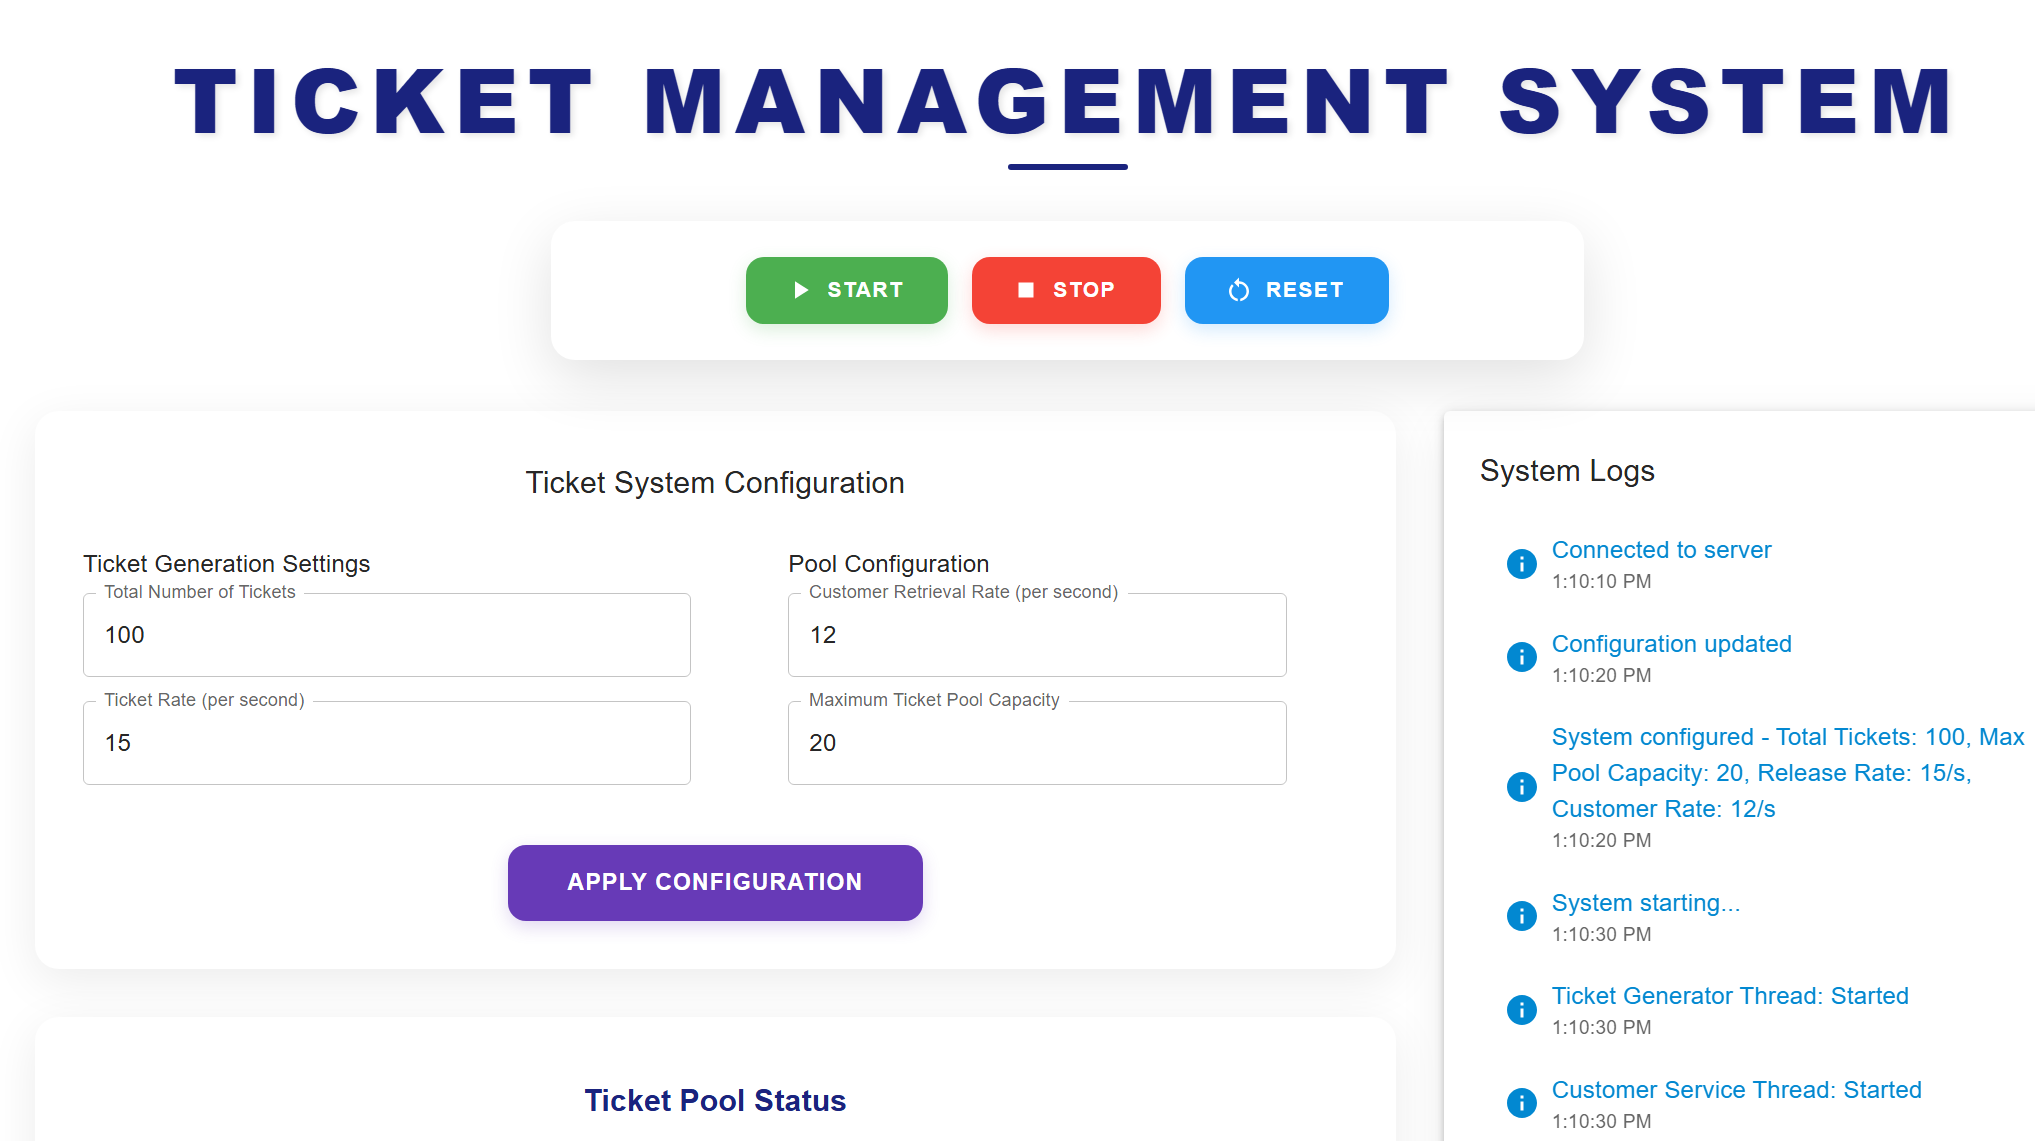 TICKET MANAGEMENT SYSTEM
START
STOP
RESET
Ticket System Configuration
Ticket Generation Settings
Total Number of Tickets
100
Ticket Rate (per second)
15
Pool Configuration
Customer Retrieval Rate (per second)
12
Maximum Ticket Pool Capacity
20
APPLY CONFIGURATION
Ticket Pool Status
System Logs
Connected to server
1:10:10 PM
Configuration updated
1:10:20 PM
System configured - Total Tickets: 100, Max
Pool Capacity: 20, Release Rate: 15/s,
Customer Rate: 12/s
1:10:20 PM
System starting...
1:10:30 PM
Ticket Generator Thread: Started
1:10:30 PM
Customer Service Thread: Started
1:10:30 PM